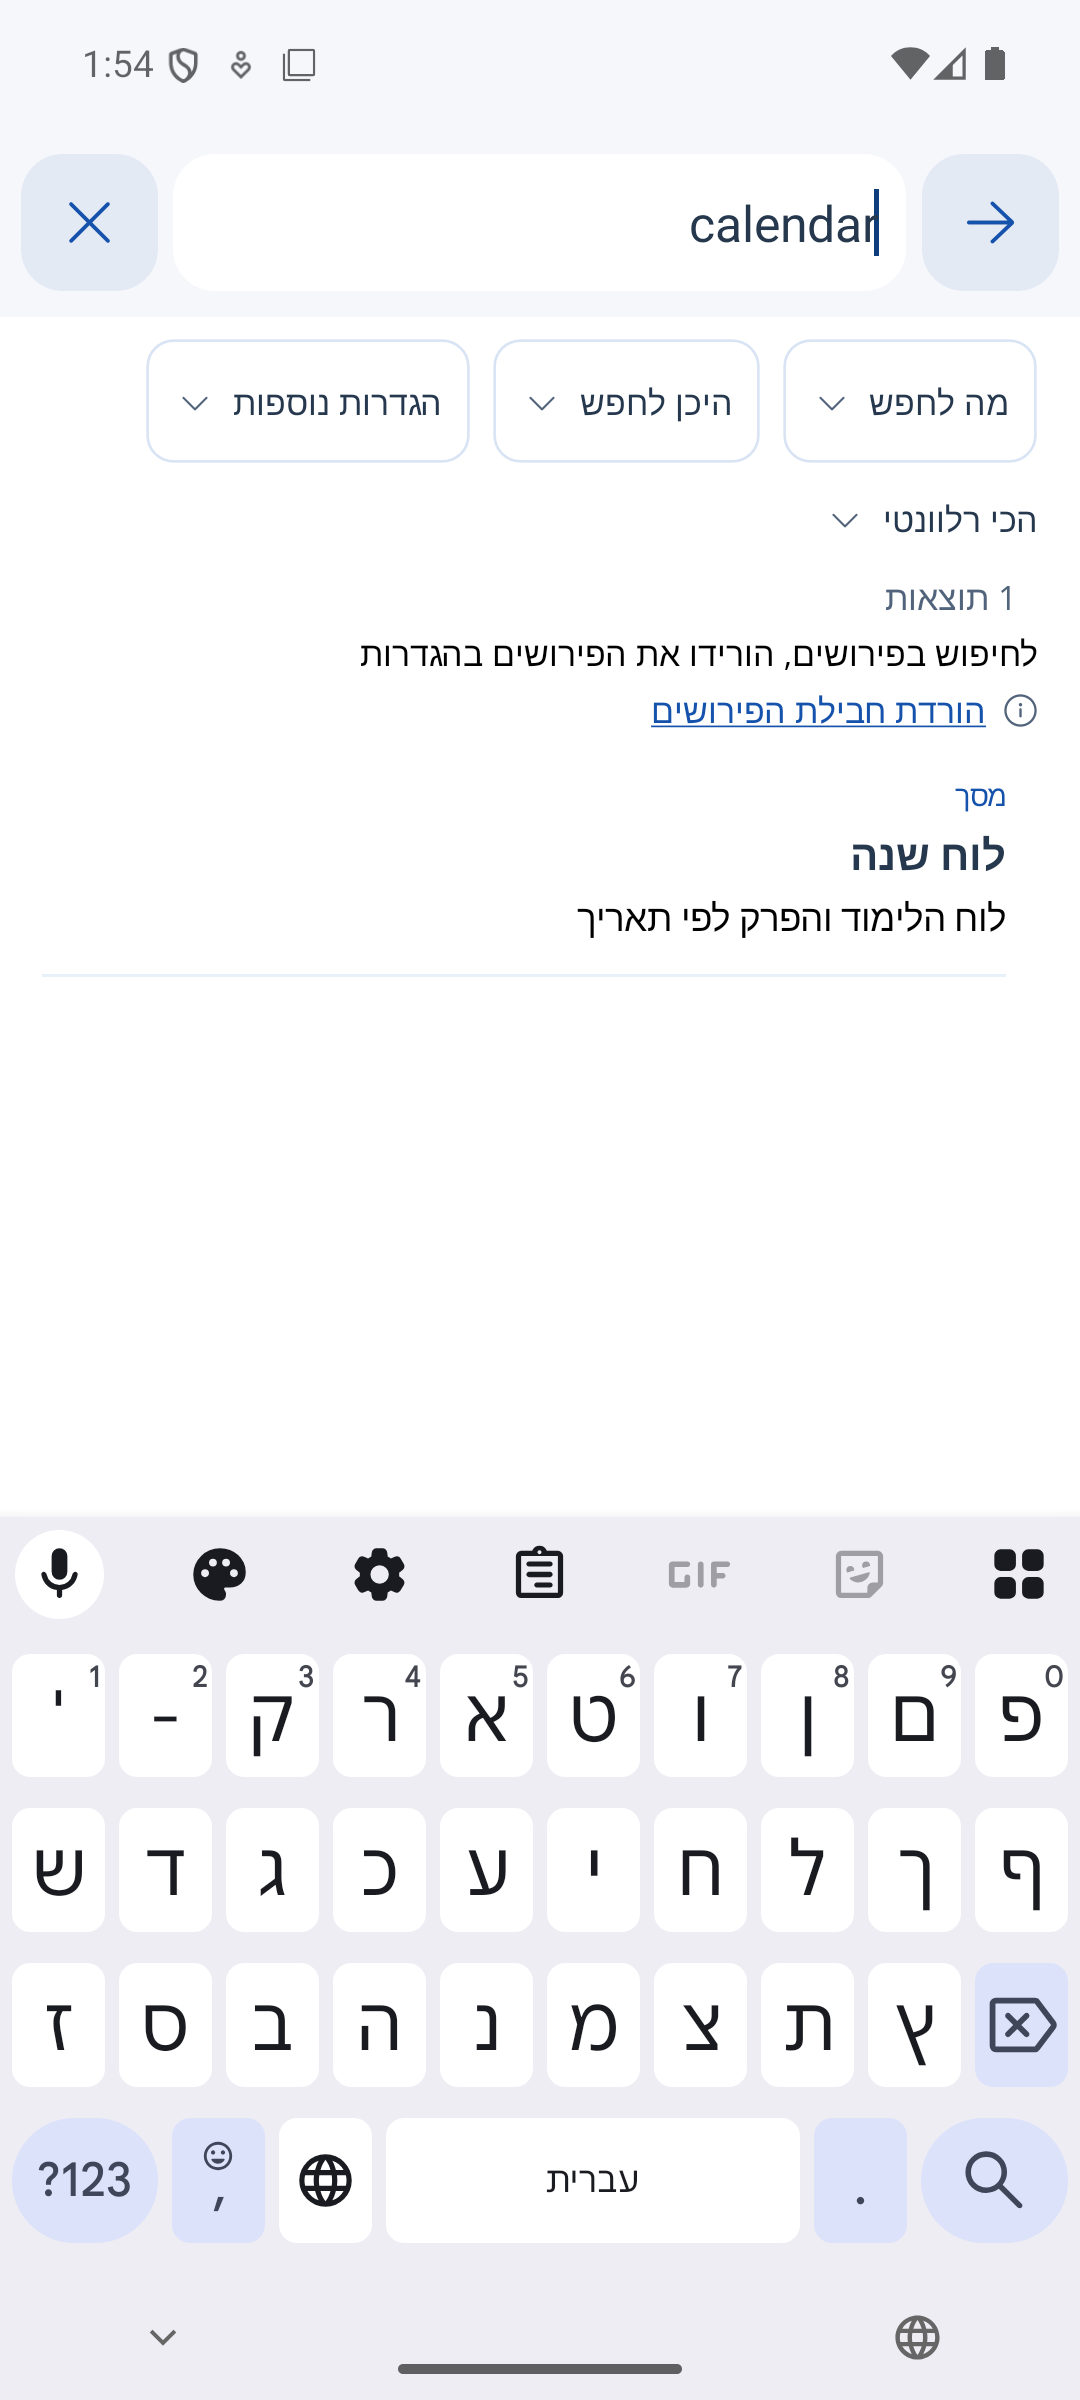 1:54
calendar
מה לחפש
היכן לחפש
הגדרות נוספות
הכי רלוונטי
1 תוצאות
לחיפוש בפירושים, הורידו את הפירושים בהגדרות
הורדת חבילת הפירושים
מסך
לוח שנה
לוח הלימוד והפרק לפי תאריך
GIF
' 1 - 2 ק 3 ר 4 א 5 ט 6 ו 7 ן 8 ם 9 פ 0
ש ד ג כ ע י ח ל ך ף
ז ס ב ה נ מ צ ת ץ
?123 , עברית .